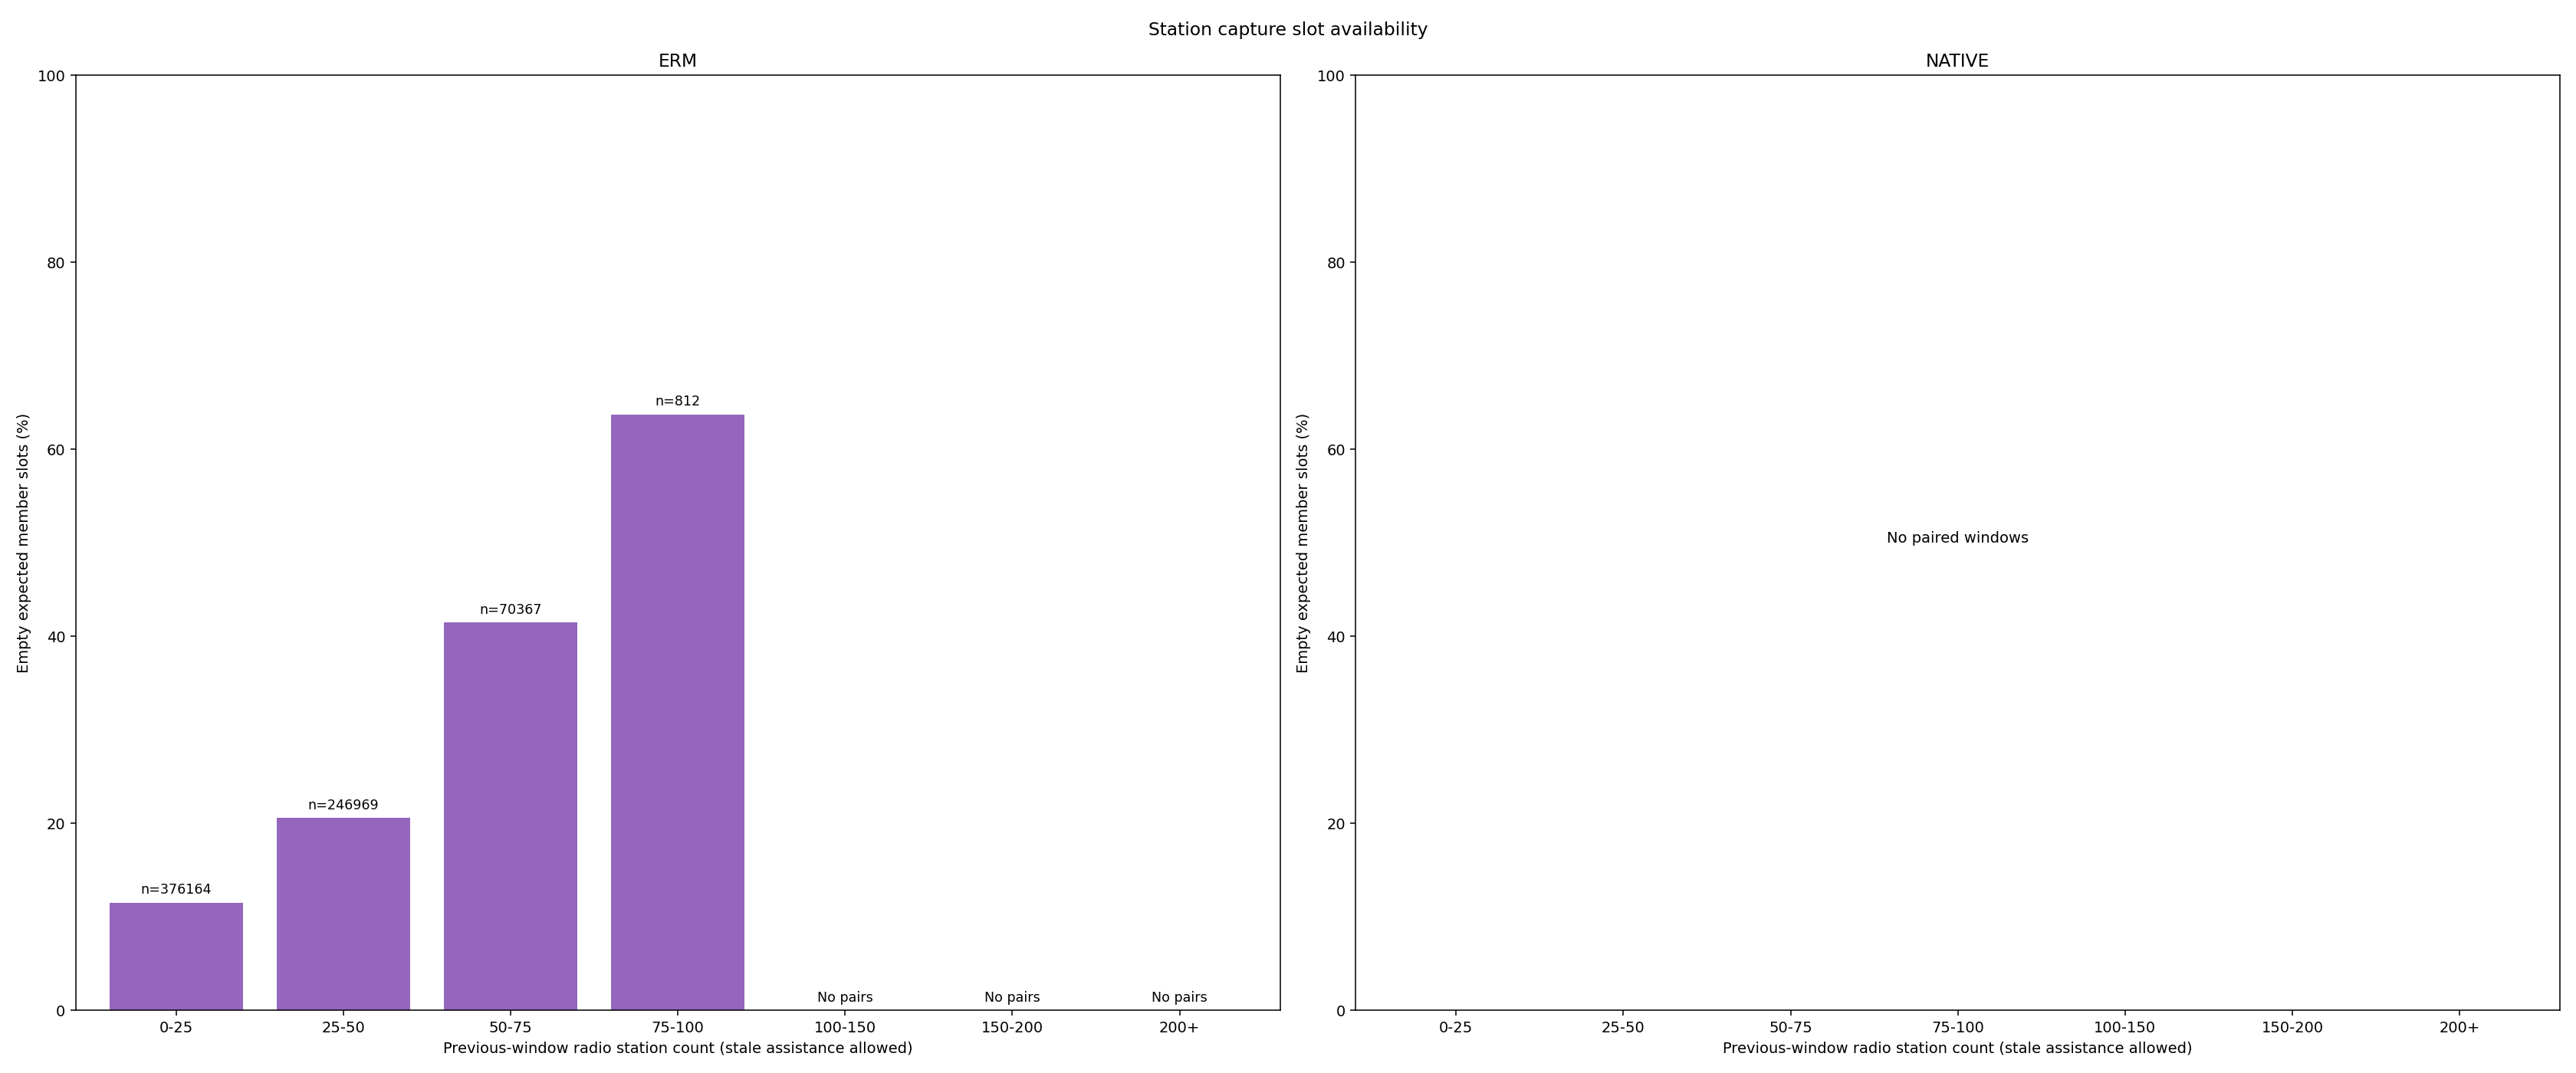 Station capture slot availability
ERM
Empty expected member slots (%)
100
80
60
40
20
0
n=376164
n=246969
n=70367
n=812
No pairs
No pairs
No pairs
0-25
25-50
50-75
75-100
100-150
150-200
200+
Previous-window radio station count (stale assistance allowed)
NATIVE
Empty expected member slots (%)
100
80
60
40
20
0
No paired windows
0-25
25-50
50-75
75-100
100-150
150-200
200+
Previous-window radio station count (stale assistance allowed)